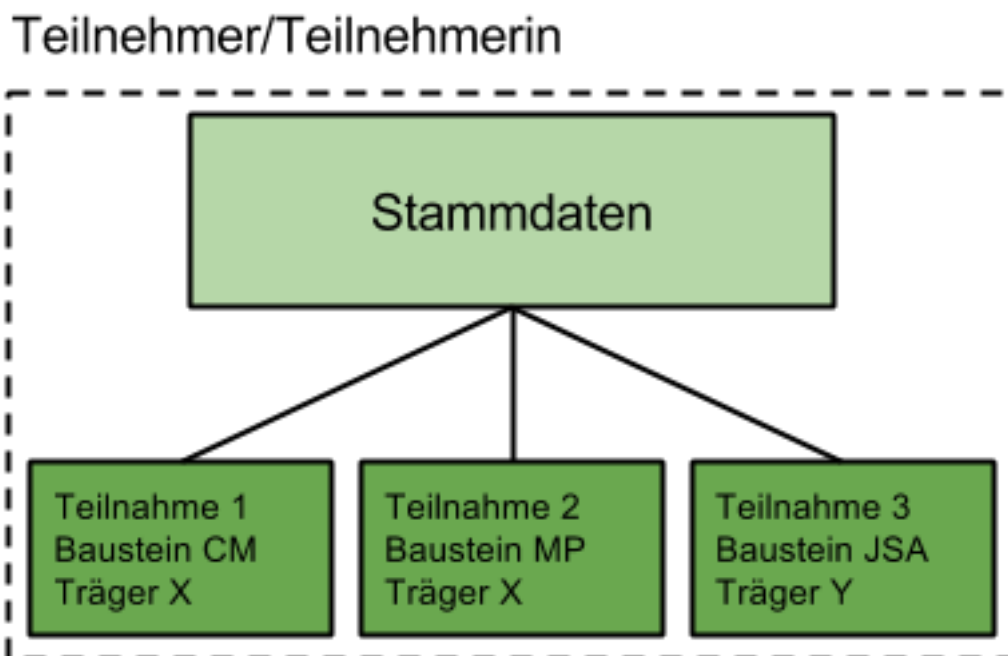 Teilnehmer/Teilnehmerin
Stammdaten
Teilnahme 1
Baustein CM
Träger X
Teilnahme 2
Baustein MP
Träger X
Teilnahme 3
Baustein JSA
Träger Y